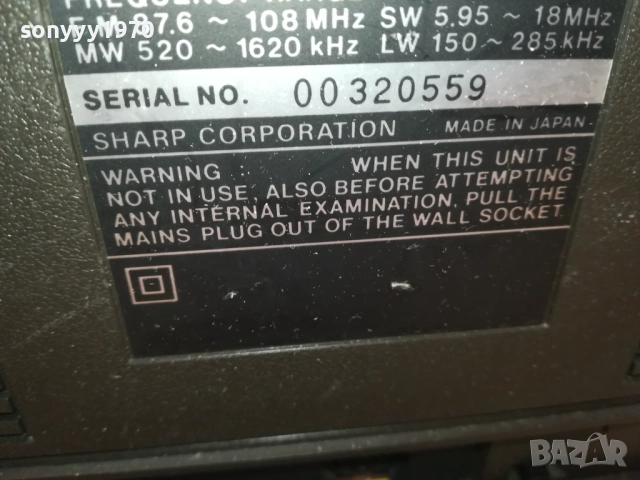 FREQUENCY RANGE
sonyyyy1970
F.M 87.6 ~ 108 MHz SW 5.95 ~ 18MHz
MW 520 ~ 1620 kHz LW 150 ~ 285 kHz
SERIAL NO. 00320559
SHARP CORPORATION MADE IN JAPAN
WARNING WHEN THIS UNIT IS
NOT IN USE, ALSO BEFORE ATTEMPTING
ANY INTERNAL EXAMINATION, PULL THE
MAINS PLUG OUT OF THE WALL SOCKET
BAZAR